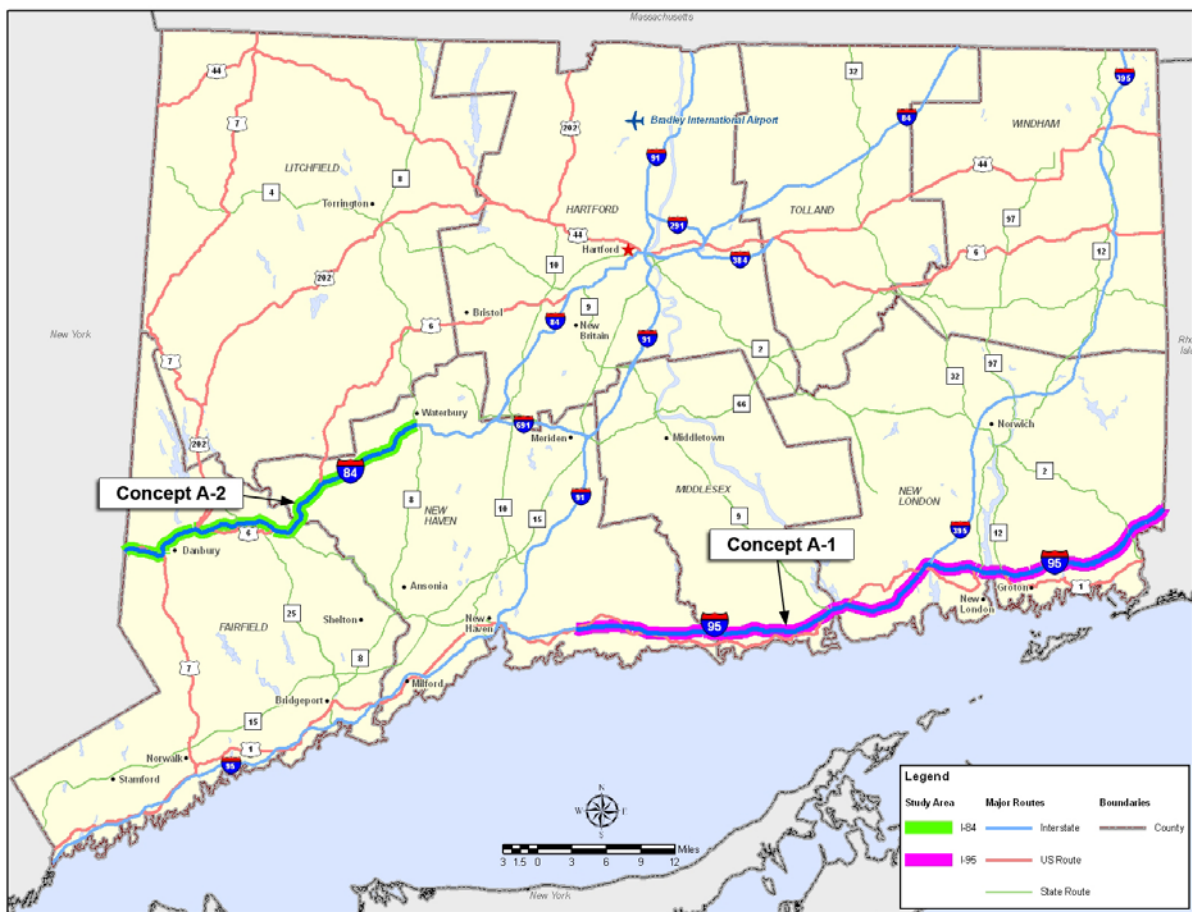 Massachusetts
44
7
202
32
395
Bradley International Airport
84
WINDHAM
91
LITCHFIELD
8
4
44
Torrington
HARTFORD
TOLLAND
97
291
44
Hartford
10
384
6
12
202
New York
9
Bristol
84
New
Britain
6
91
2
7
32
97
66
Waterbury
691
Meriden
Middletown
Norwich
202
84
2
Concept A-2
MIDDLESEX
NEW
LONDON
8
NEW
HAVEN
91
10
15
9
395
12
6
Danbury
Concept A-1
95
1
Ansonia
New
London
Groton
25
Shelton
New
Haven
95
FAIRFIELD
8
7
Milford
Bridgeport
15
1
Norwalk
95
Stamford
N
W
E
S
Miles
3 1.5 0 3 6 9 12
New York
Legend
Study Area
Major Routes
Boundaries
I-84
Interstate
County
I-95
US Route
State Route